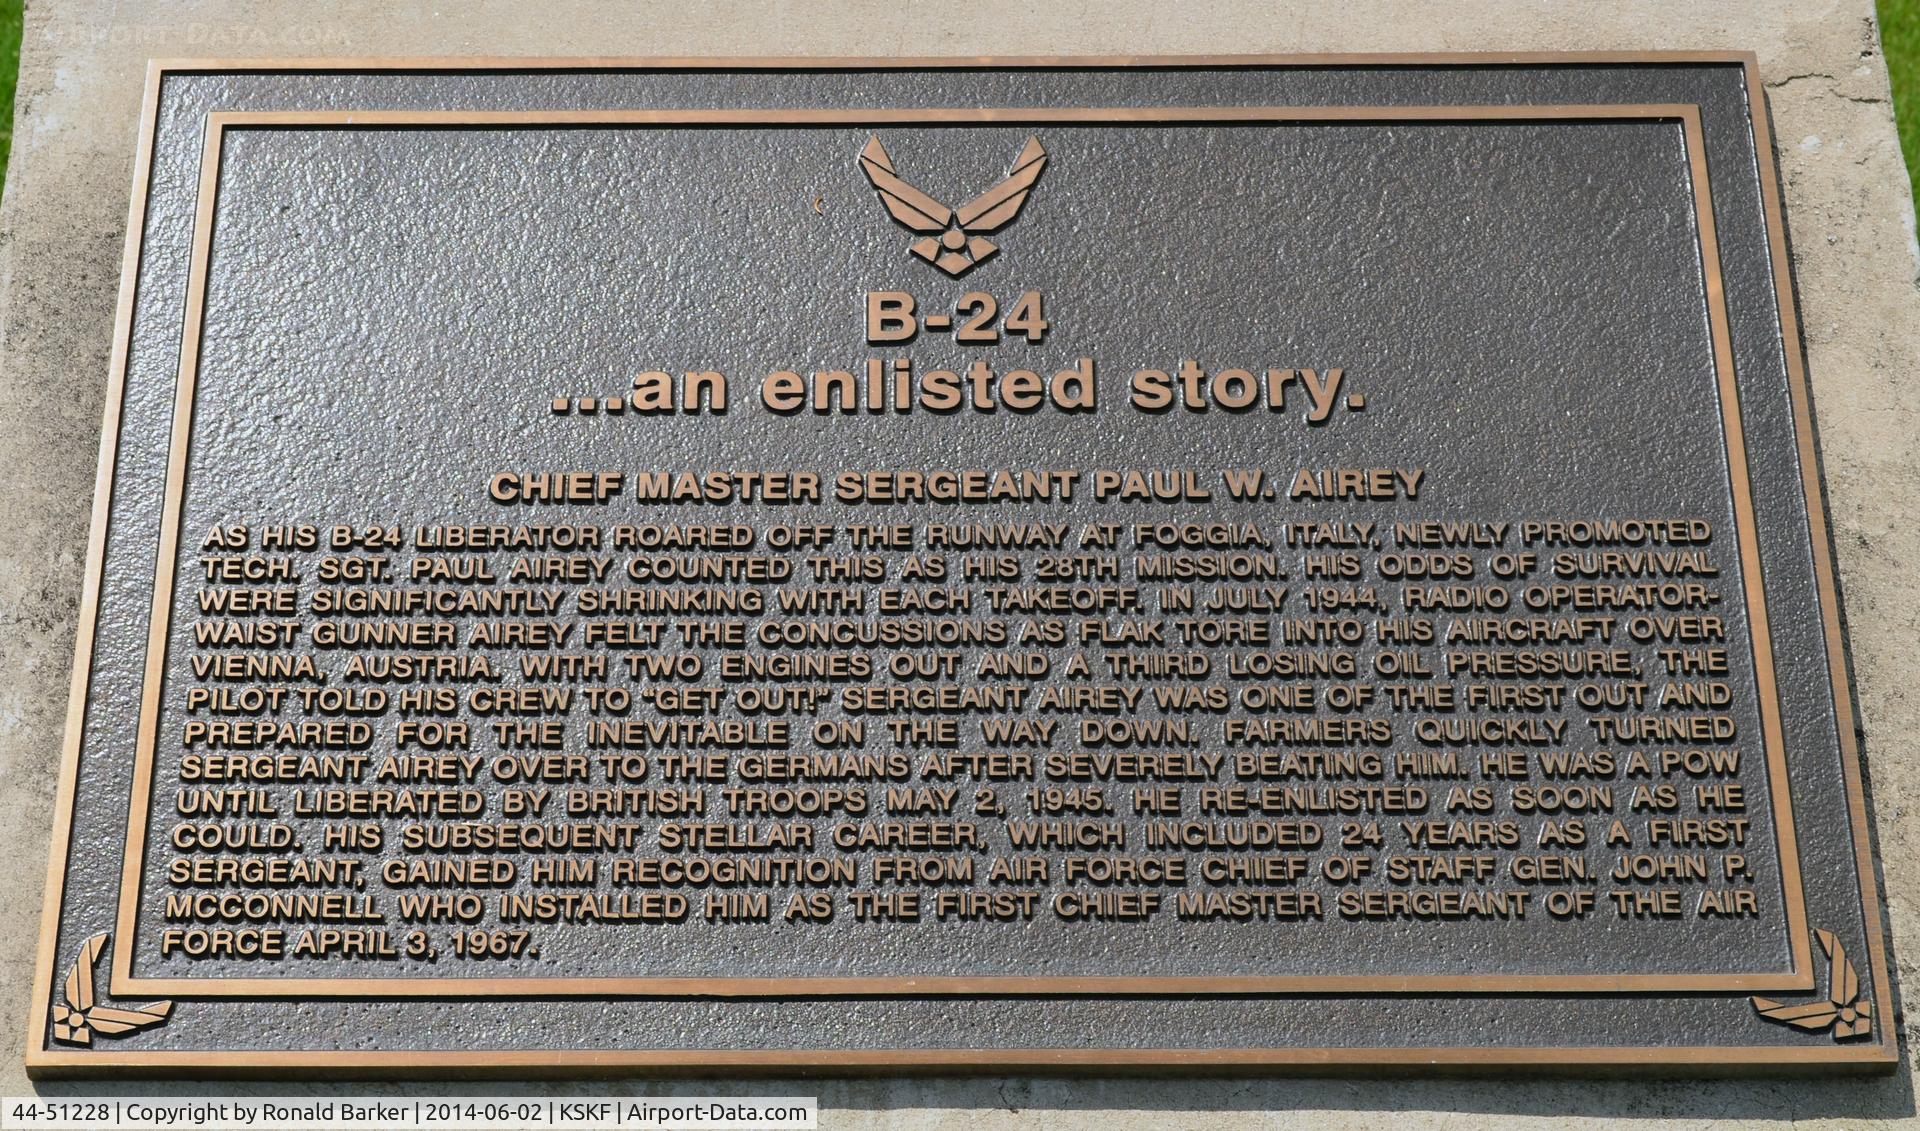 AIRPORT-DATA.COM
B-24
...an enlisted story.
CHIEF MASTER SERGEANT PAUL W. AIREY
AS HIS B-24 LIBERATOR ROARED OFF THE RUNWAY AT FOGGIA, ITALY, NEWLY PROMOTED
TECH. SGT. PAUL AIREY COUNTED THIS AS HIS 28TH MISSION. HIS ODDS OF SURVIVAL
WERE SIGNIFICANTLY SHRINKING WITH EACH TAKEOFF. IN JULY 1944, RADIO OPERATOR-
WAIST GUNNER AIREY FELT THE CONCUSSIONS AS FLAK TORE INTO HIS AIRCRAFT OVER
VIENNA, AUSTRIA. WITH TWO ENGINES OUT AND A THIRD LOSING OIL PRESSURE, THE
PILOT TOLD HIS CREW TO “GET OUT!” SERGEANT AIREY WAS ONE OF THE FIRST OUT AND
PREPARED FOR THE INEVITABLE ON THE WAY DOWN. FARMERS QUICKLY TURNED
SERGEANT AIREY OVER TO THE GERMANS AFTER SEVERELY BEATING HIM. HE WAS A POW
UNTIL LIBERATED BY BRITISH TROOPS MAY 2, 1945. HE RE-ENLISTED AS SOON AS HE
COULD. HIS SUBSEQUENT STELLAR CAREER, WHICH INCLUDED 24 YEARS AS A FIRST
SERGEANT, GAINED HIM RECOGNITION FROM AIR FORCE CHIEF OF STAFF GEN. JOHN P.
MCCONNELL WHO INSTALLED HIM AS THE FIRST CHIEF MASTER SERGEANT OF THE AIR
FORCE APRIL 3, 1967.
44-51228 | Copyright by Ronald Barker | 2014-06-02 | KSKF | Airport-Data.com